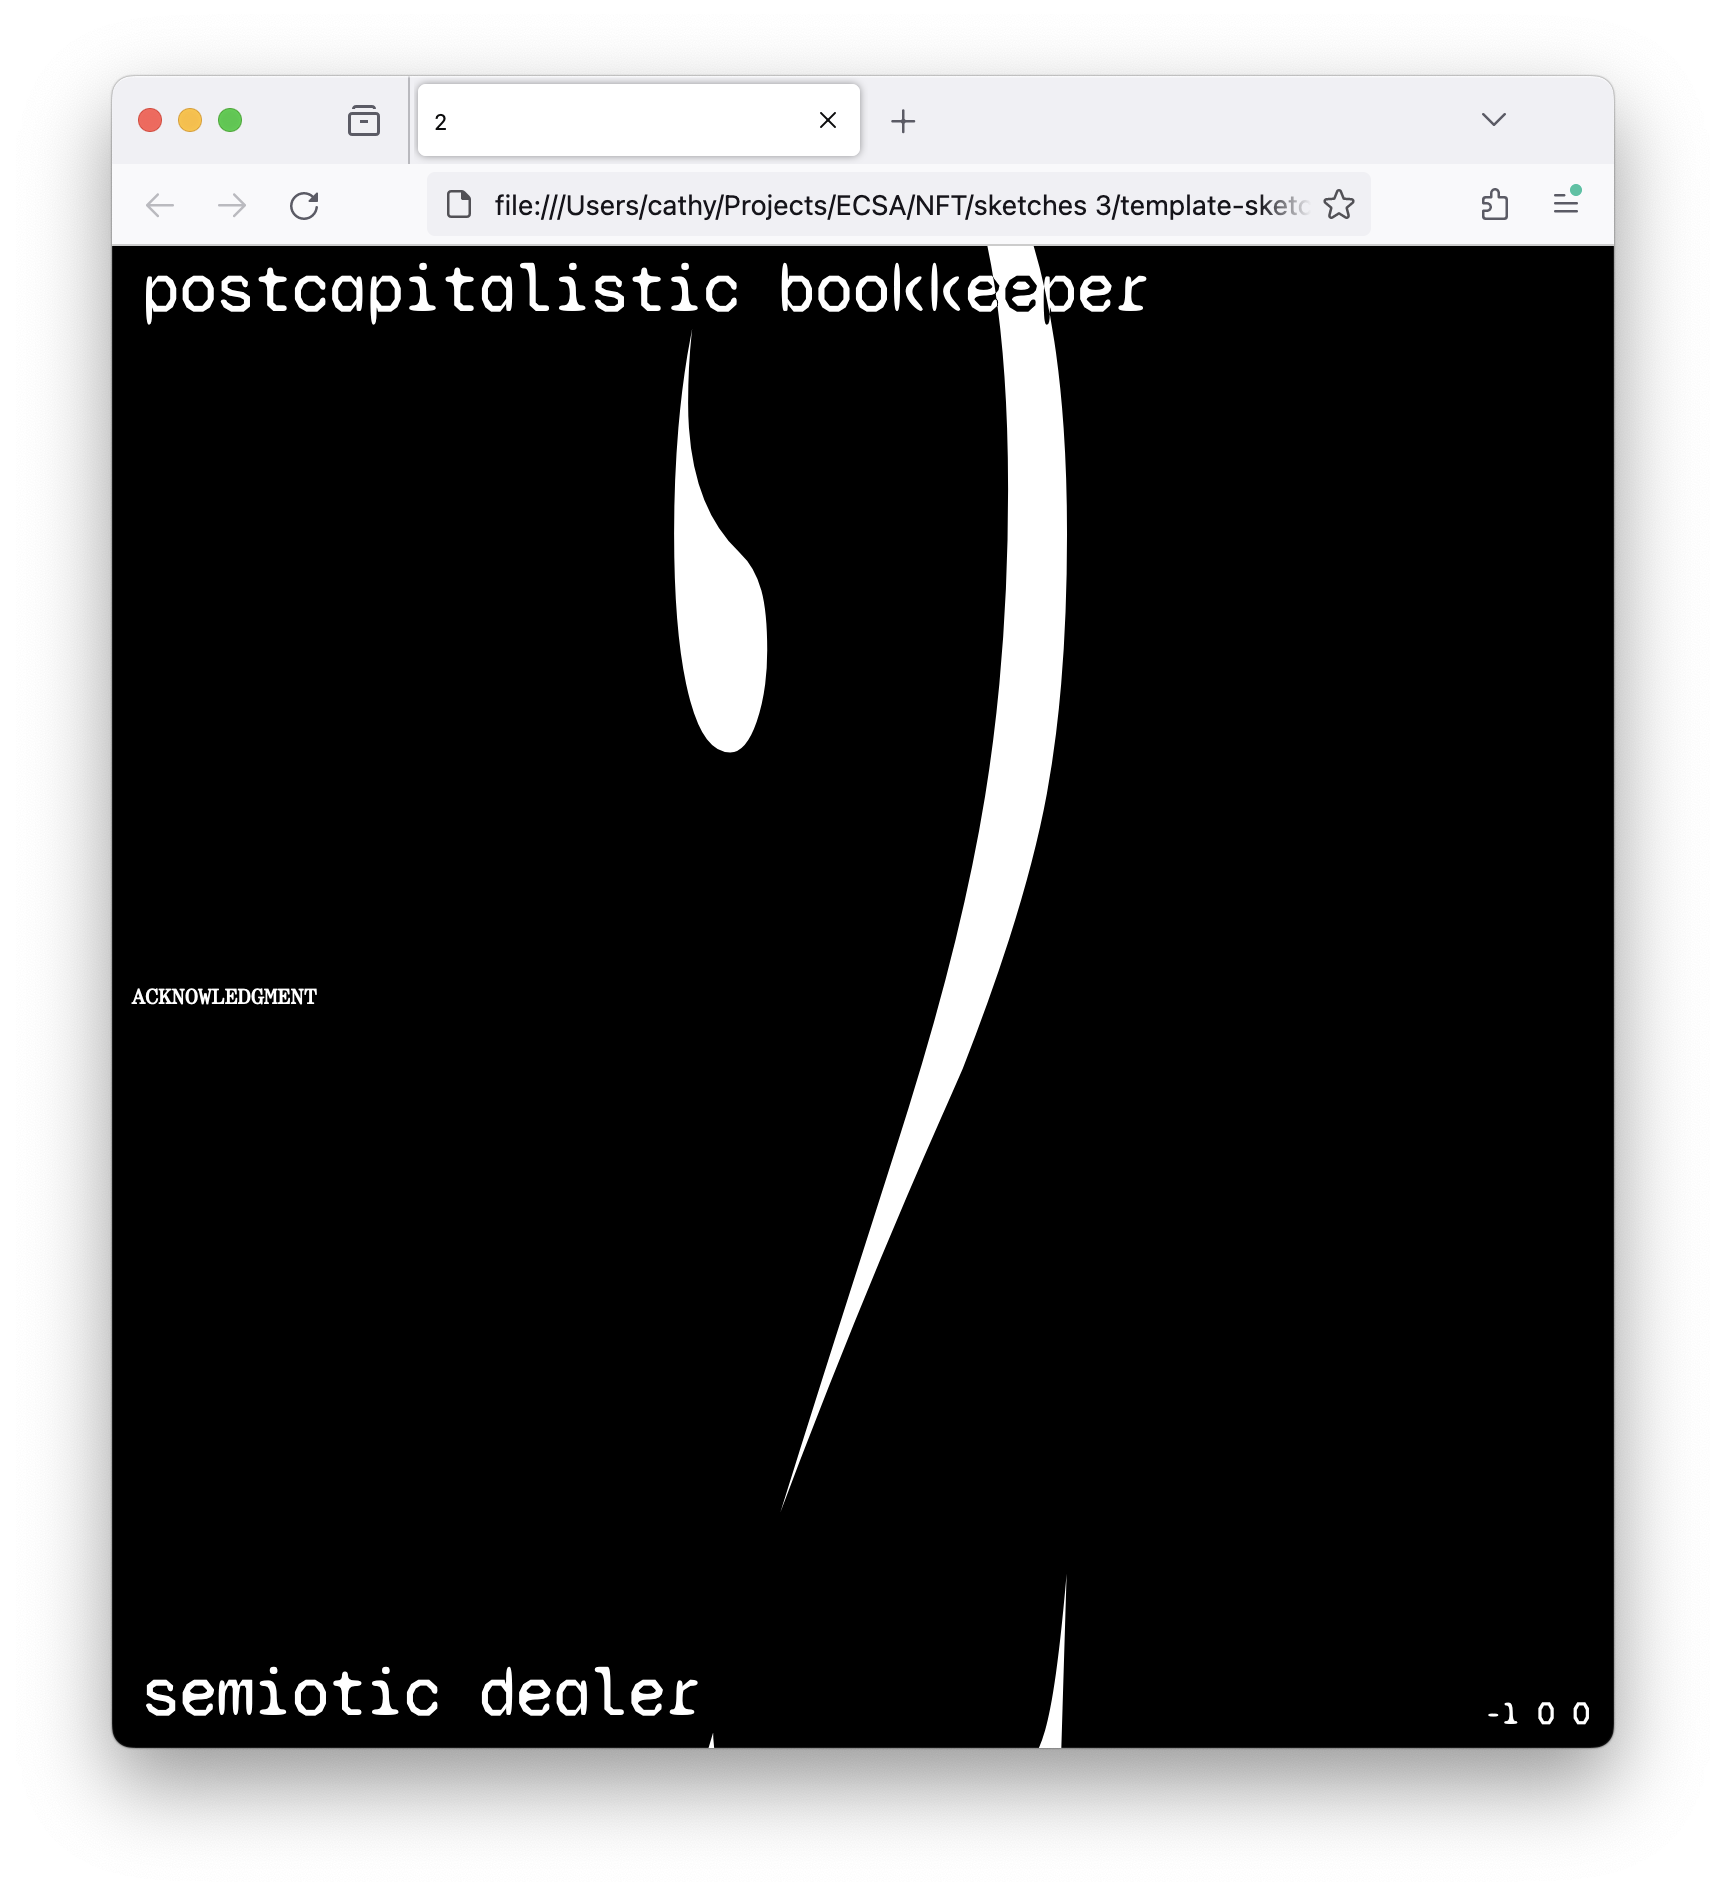 2
file:///Users/cathy/Projects/ECSA/NFT/sketches 3/template-sketc
postcapitalistic bookkeeper
ACKNOWLEDGMENT
semiotic dealer
-1 0 0